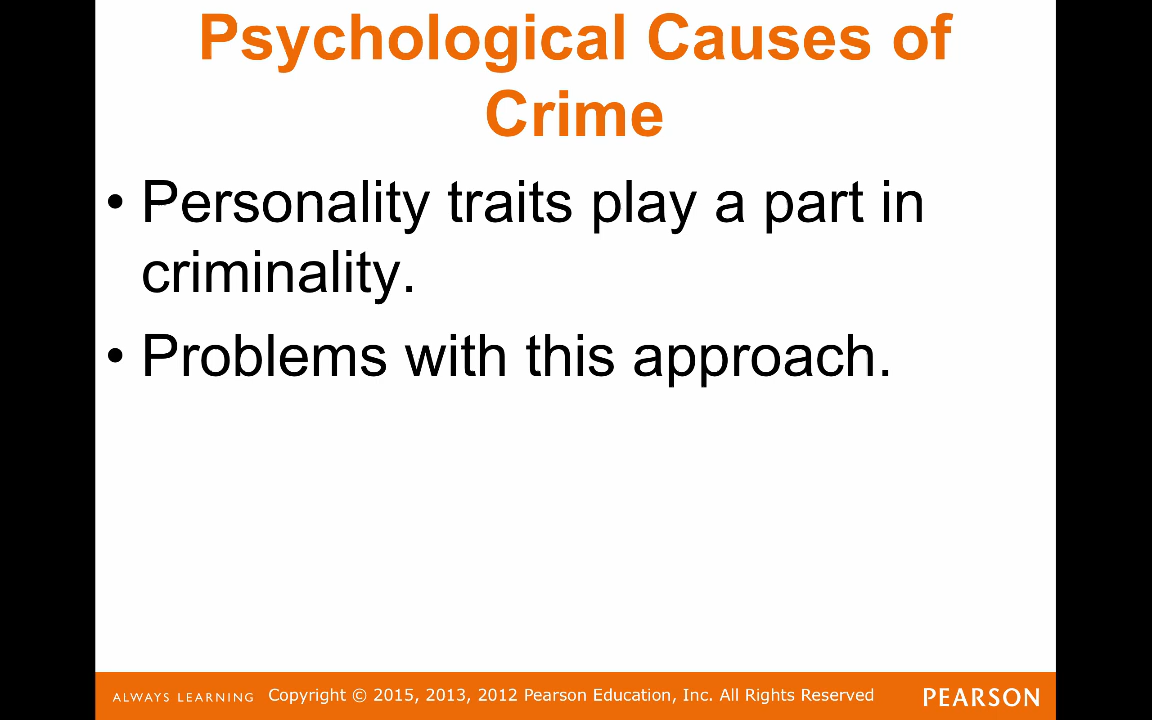 Psychological Causes of
Crime
• Personality traits play a part in
criminality.
• Problems with this approach.
ALWAYS LEARNING Copyright © 2015, 2013, 2012 Pearson Education, Inc. All Rights Reserved PEARSON